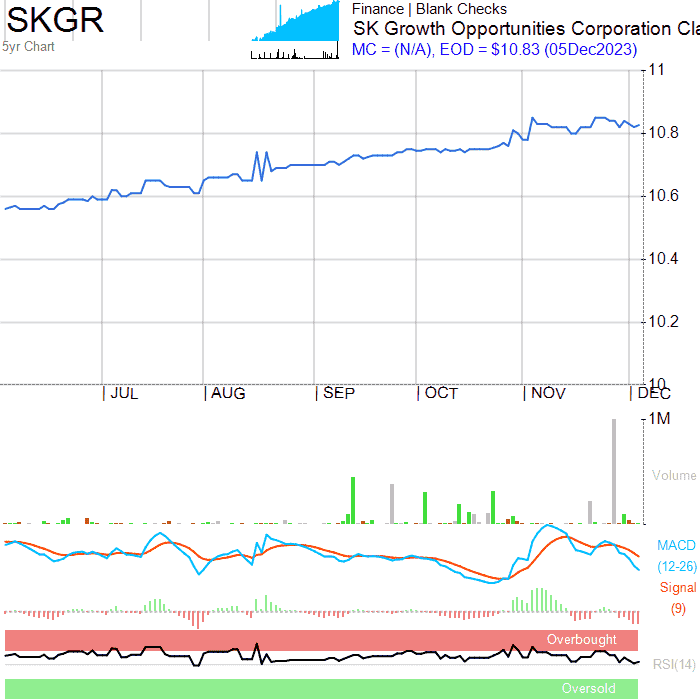 SKGR
5yr Chart
Finance | Blank Checks
SK Growth Opportunities Corporation Cla
MC = (N/A), EOD = $10.83 (05Dec2023)
11
10.8
10.6
10.4
10.2
10
| JUL | AUG | SEP | OCT | NOV | DEC
1M
Volume
MACD
(12-26)
Signal
(9)
Overbought
RSI(14)
Oversold